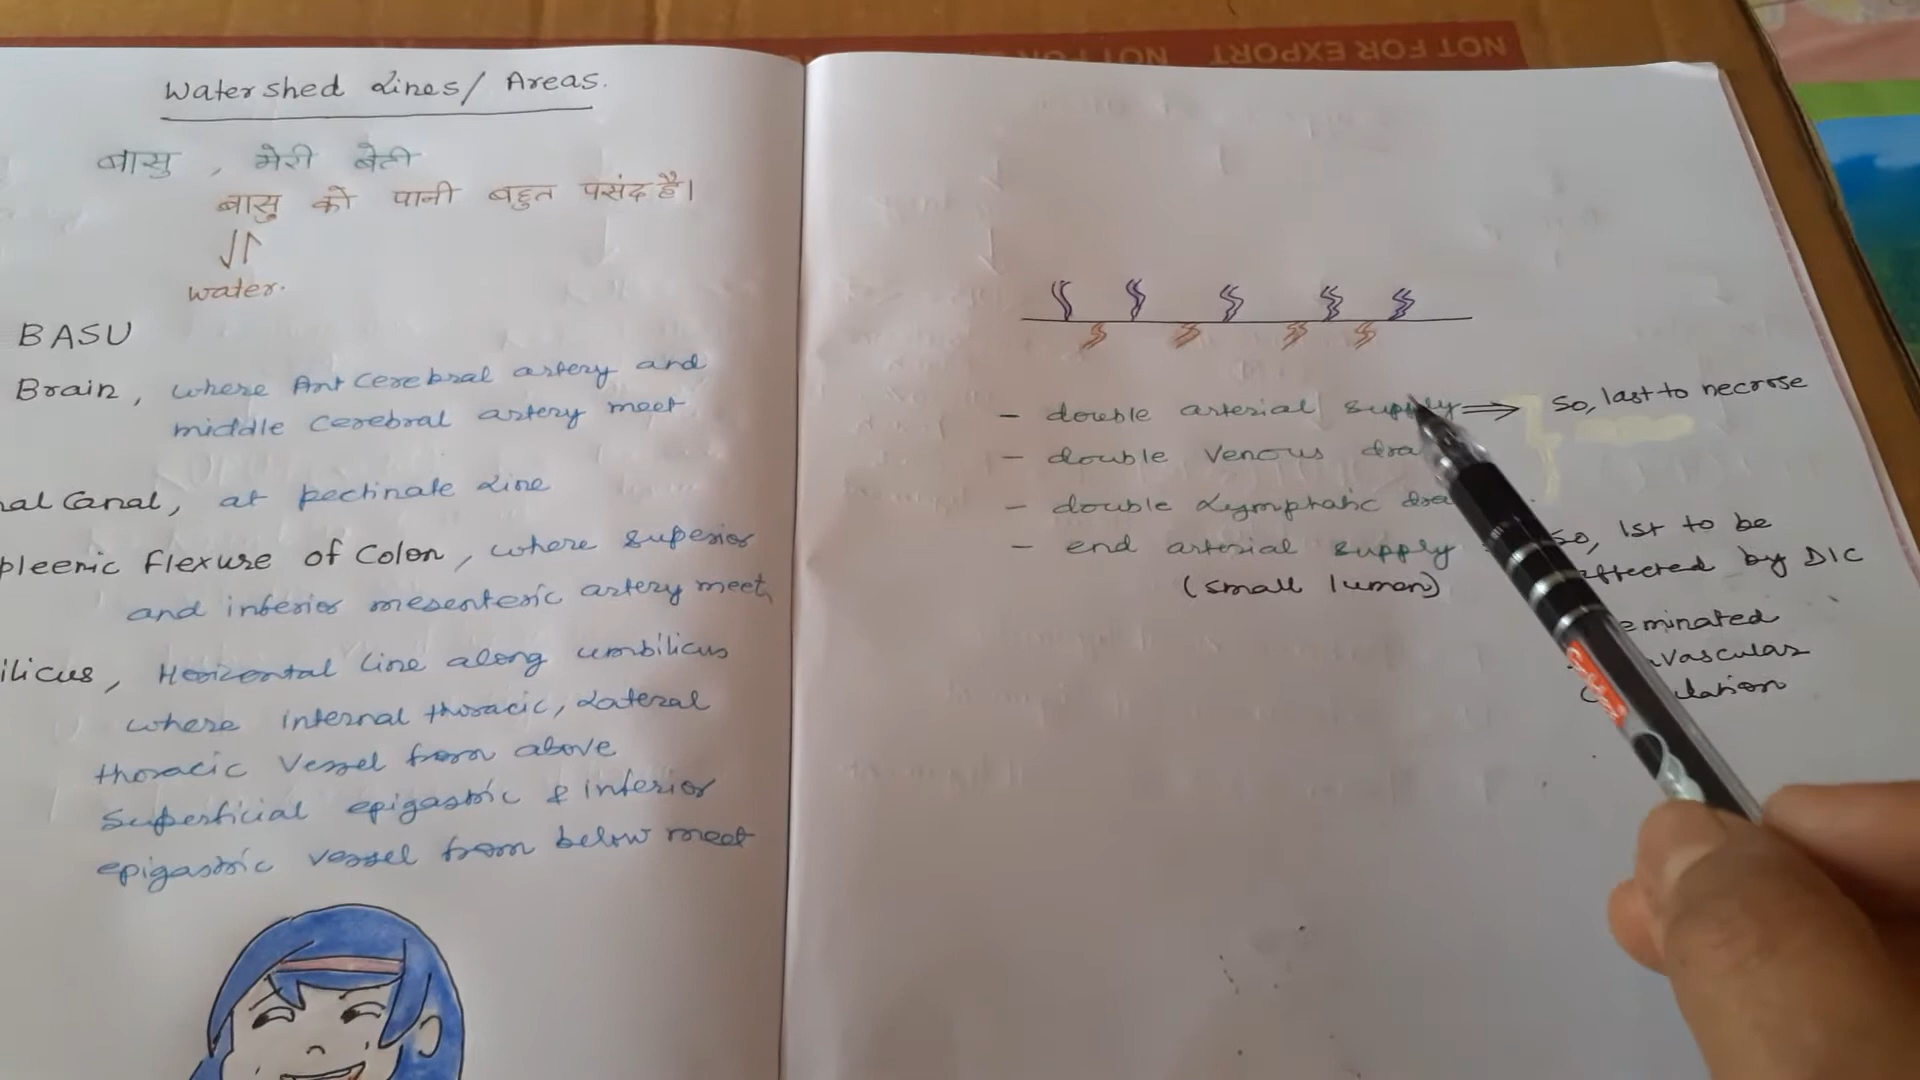 NOT FOR EXPORT NOT FOR
Watershed Lines/ Areas.
बासु , मेरी बेटी
बासु को पानी बहुत पसंद है।
water.
BASU
Brain, where Ant cerebral artery and
middle cerebral artery meet
nal Canal, at pectinate Line
pleenic flexure of Colon, where superior
and inferior mesenteric artery meet
ilicus, Horizontal Line along umbilicus
where internal thoracic, Lateral
thoracic Vessel from above
Superficial epigastric & inferior
epigastric vessel from below meet
- double arterial supply ⇒ So, last to necrose
- double Venous dra
- double Lymphatic dra
- end arterial supply So, 1st to be
(small lumen) affected by DIC
eminated
vascular
ulation